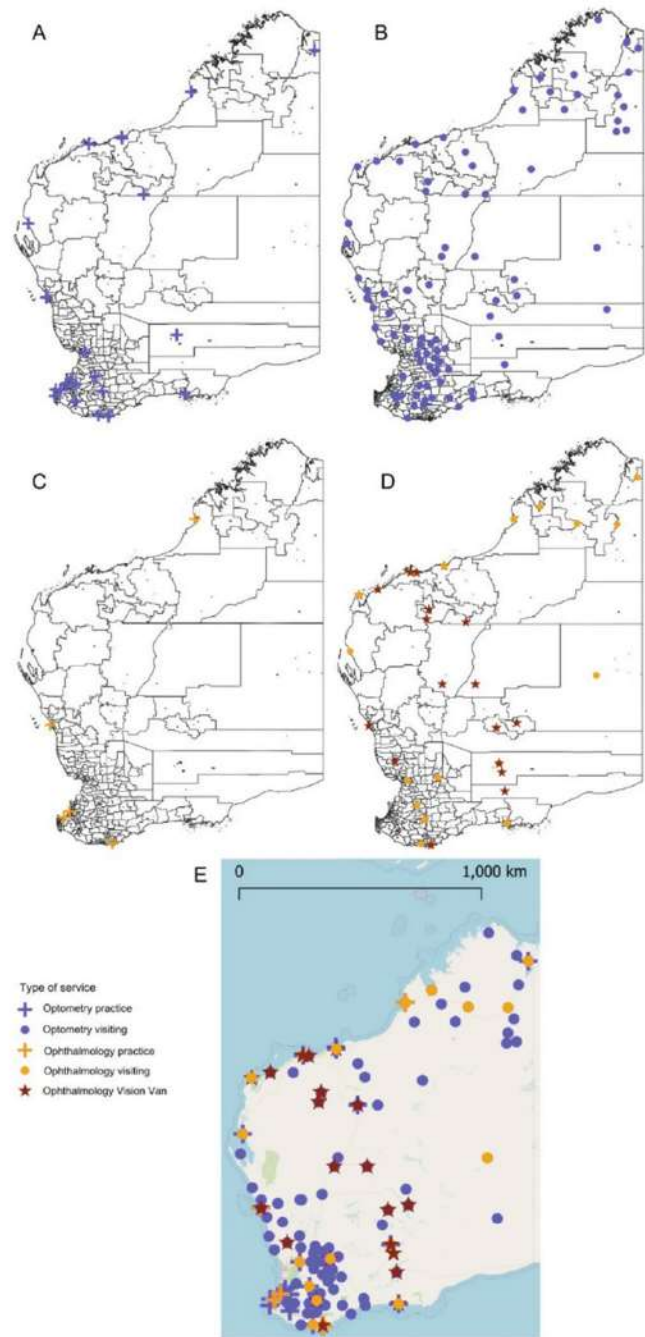 A
B
C
D
E
0 1,000 km
Type of service
Optometry practice
Optometry visiting
Ophthalmology practice
Ophthalmology visiting
Ophthalmology Vision Van